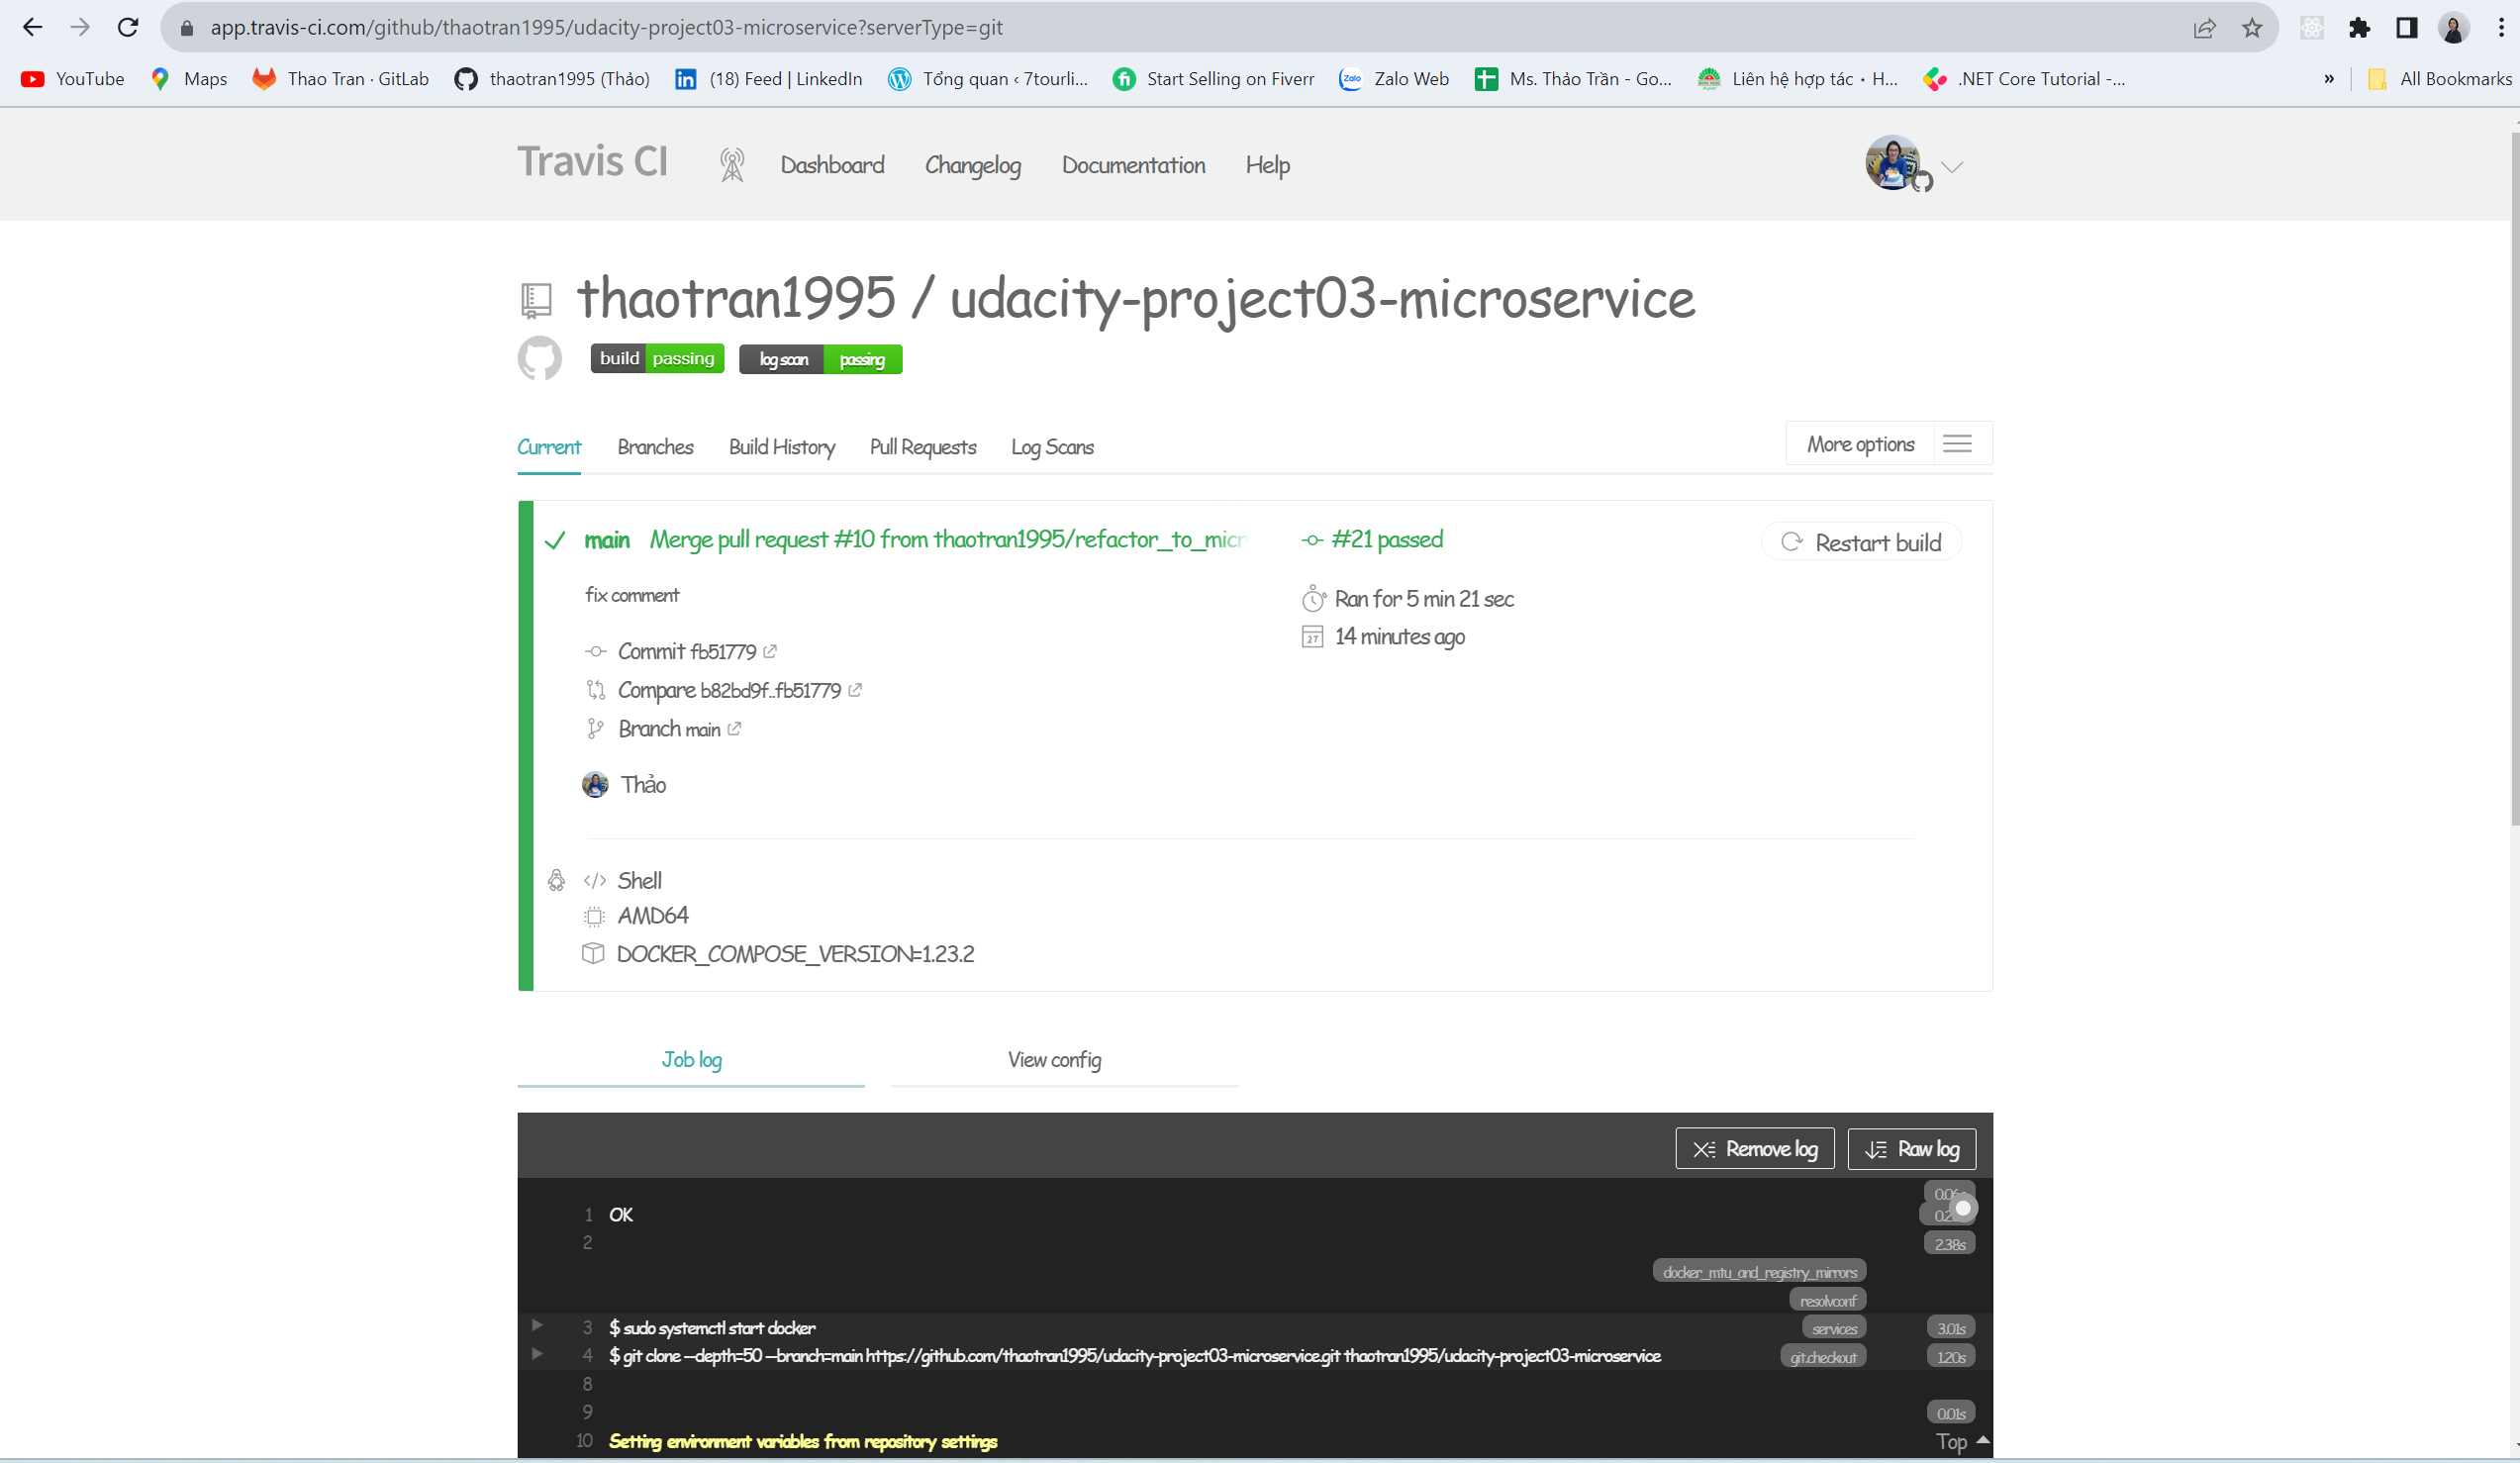 app.travis-ci.com/github/thaotran1995/udacity-project03-microservice?serverType=git
YouTube Maps Thao Tran · GitLab thaotran1995 (Thảo) (18) Feed | LinkedIn Tổng quan ‹ 7tourli... Start Selling on Fiverr Zalo Web Ms. Thảo Trần - Go... Liên hệ hợp tác • H... .NET Core Tutorial -... » All Bookmarks
Travis CI Dashboard Changelog Documentation Help
thaotran1995 / udacity-project03-microservice
build passing log scan passing
Current Branches Build History Pull Requests Log Scans More options
main Merge pull request #10 from thaotran1995/refactor_to_micr #21 passed Restart build
fix comment Ran for 5 min 21 sec
14 minutes ago
Commit fb51779
Compare b82bd9f..fb51779
Branch main
Thảo
Shell
AMD64
DOCKER_COMPOSE_VERSION=1.23.2
Job log View config
Remove log Raw log
1 OK
2 2.38s
docker_mtu_and_registry_mirrors
resolvconf
3 $ sudo systemctl start docker services 3.01s
4 $ git clone --depth=50 --branch=main https://github.com/thaotran1995/udacity-project03-microservice.git thaotran1995/udacity-project03-microservice git.checkout 1.20s
8
9 0.01s
10 Setting environment variables from repository settings Top